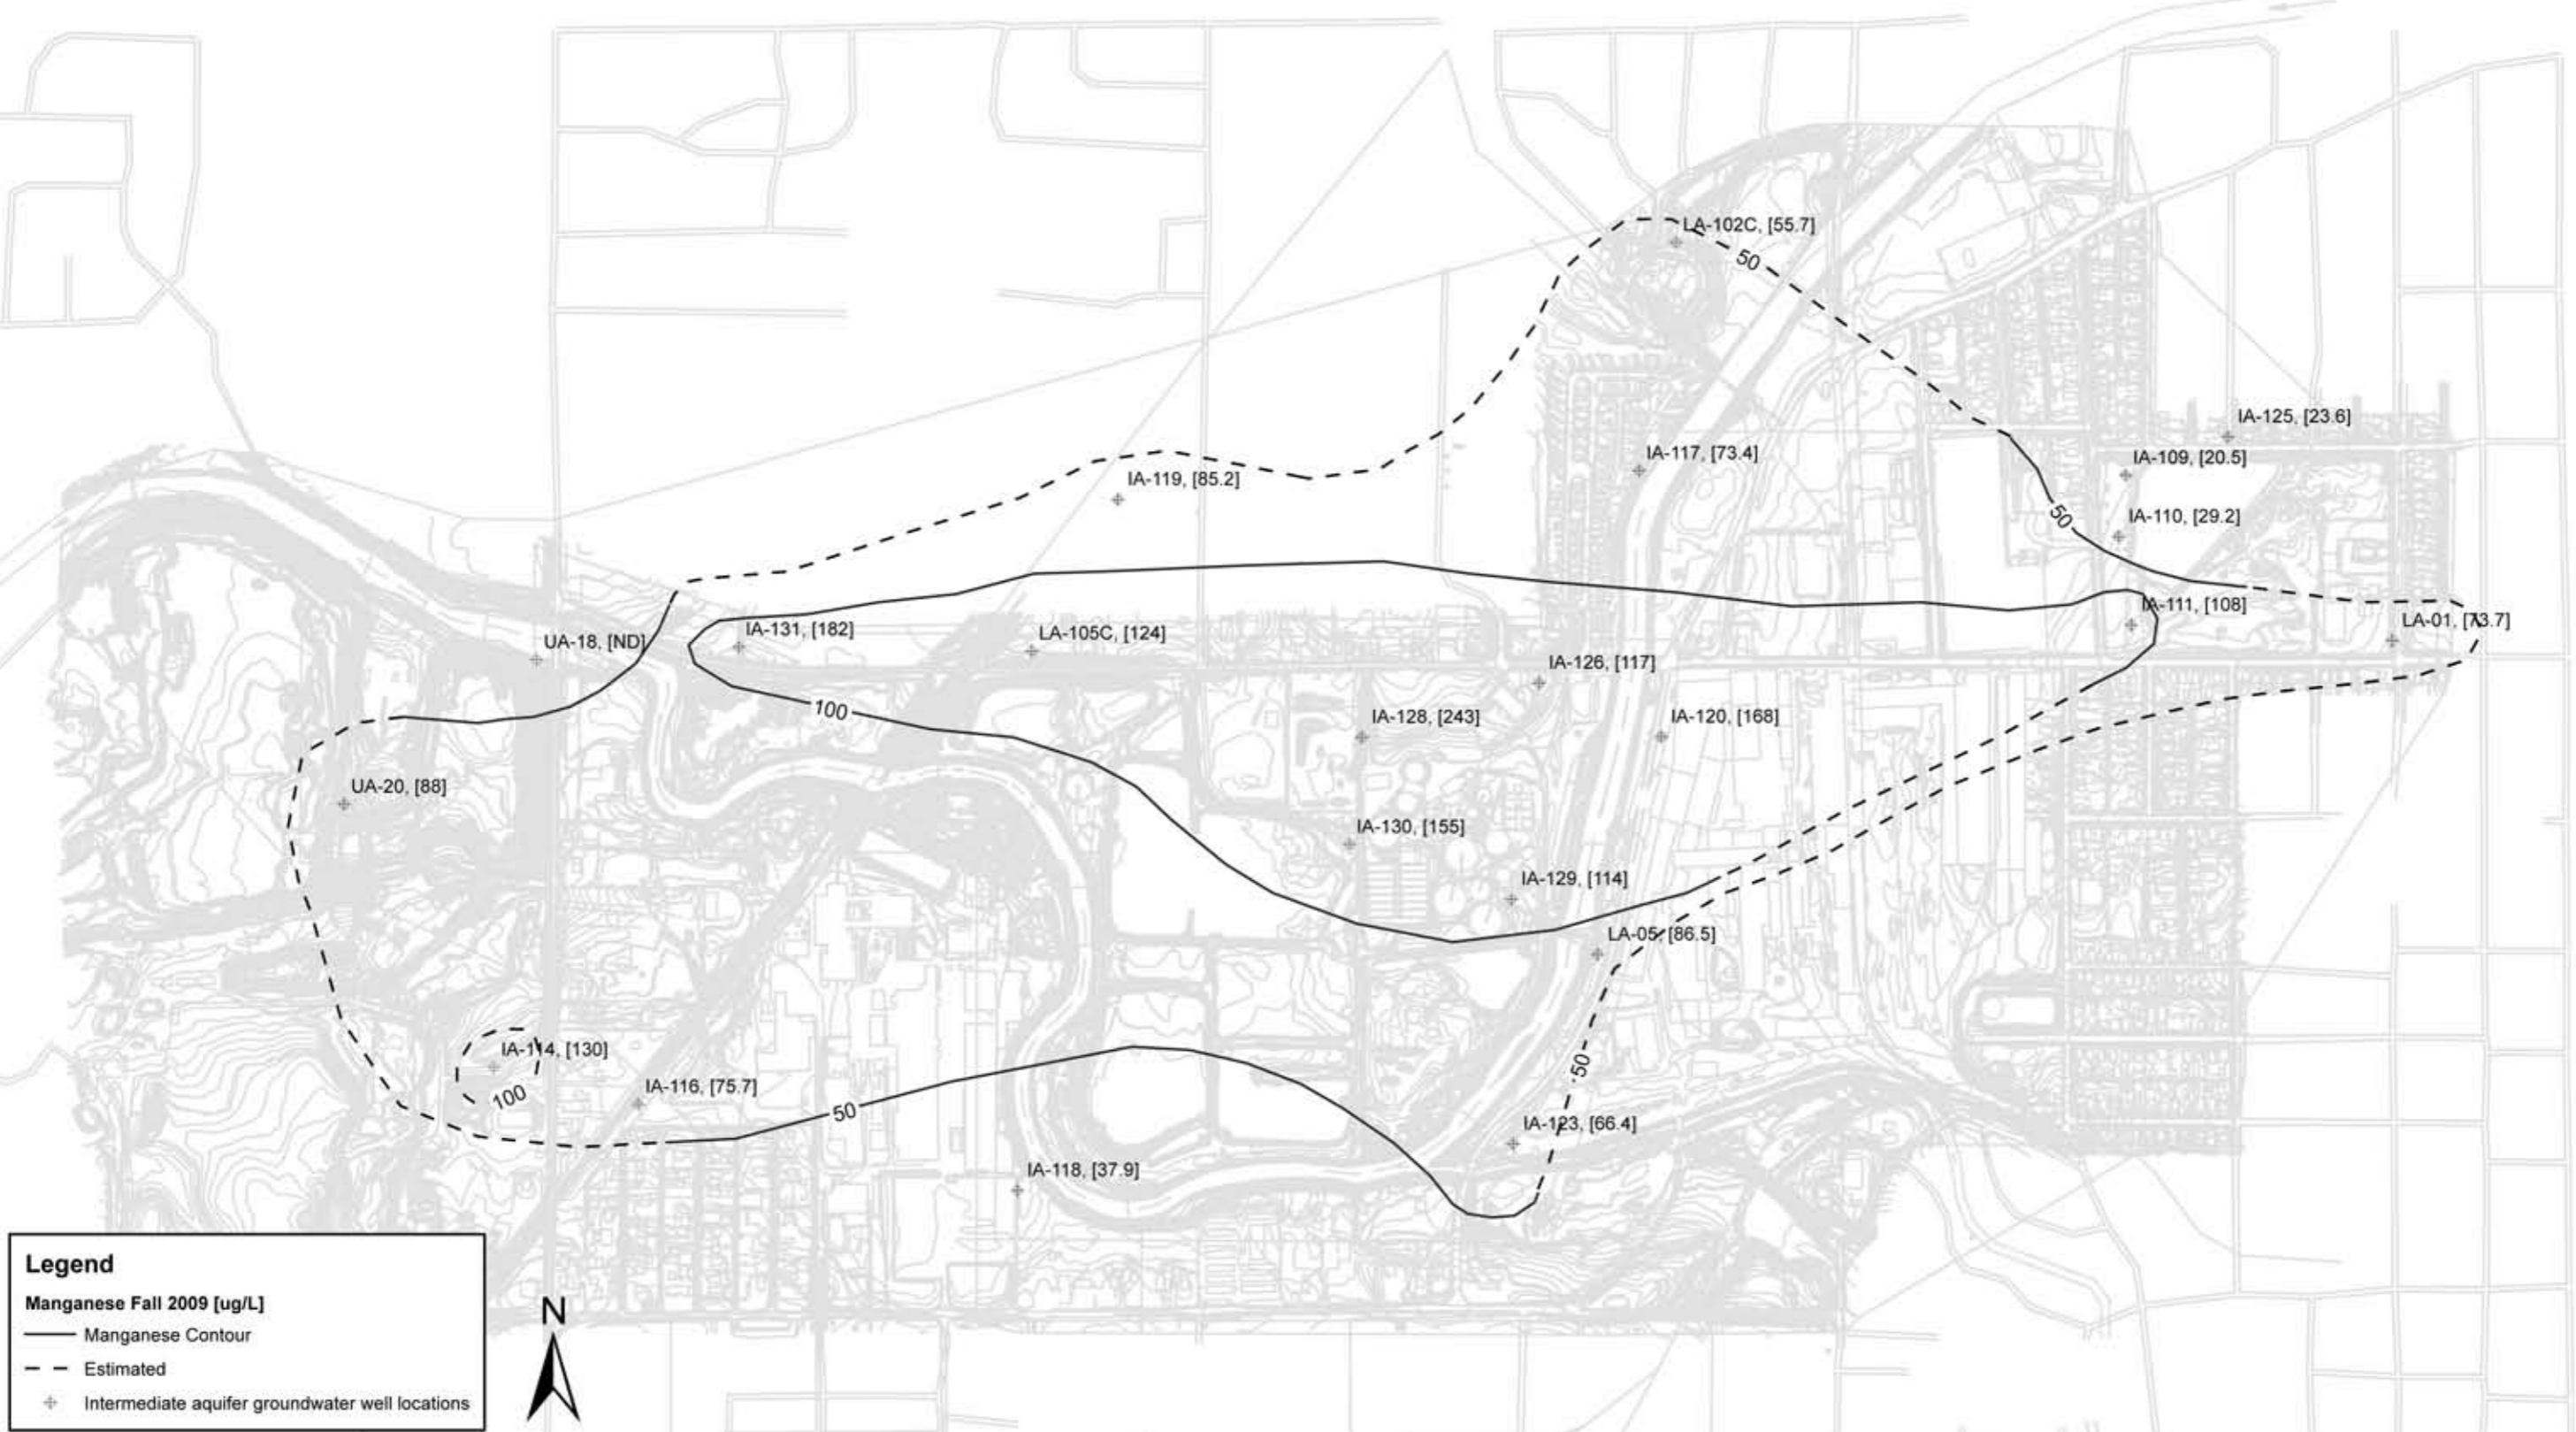 LA-102C, [55.7]
50
IA-125, [23.6]
IA-117, [73.4]
IA-109, [20.5]
IA-119, [85.2]
IA-110, [29.2]
50
IA-111, [108]
LA-01, [73.7]
IA-131, [182]
LA-105C, [124]
UA-18, [ND]
IA-126, [117]
100
IA-128, [243]
IA-120, [168]
UA-20, [88]
IA-130, [155]
IA-129, [114]
LA-05, [86.5]
IA-114, [130]
50
IA-116, [75.7]
100
50
IA-123, [66.4]
IA-118, [37.9]
Legend
Manganese Fall 2009 [ug/L]
Manganese Contour
Estimated
Intermediate aquifer groundwater well locations
N